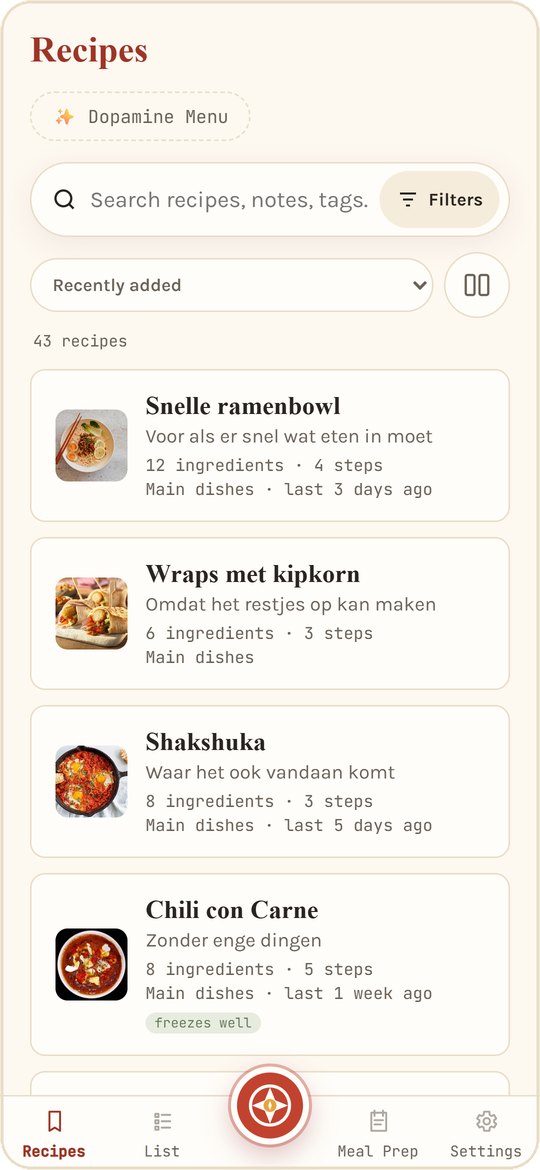 Recipes
✨ Dopamine Menu
Search recipes, notes, tags.
Filters
Recently added
43 recipes
Snelle ramenbowl
Voor als er snel wat eten in moet
12 ingredients · 4 steps
Main dishes · last 3 days ago
Wraps met kipkorn
Omdat het restjes op kan maken
6 ingredients · 3 steps
Main dishes
Shakshuka
Waar het ook vandaan komt
8 ingredients · 3 steps
Main dishes · last 5 days ago
Chili con Carne
Zonder enge dingen
8 ingredients · 5 steps
Main dishes · last 1 week ago
freezes well
Recipes
List
Meal Prep
Settings